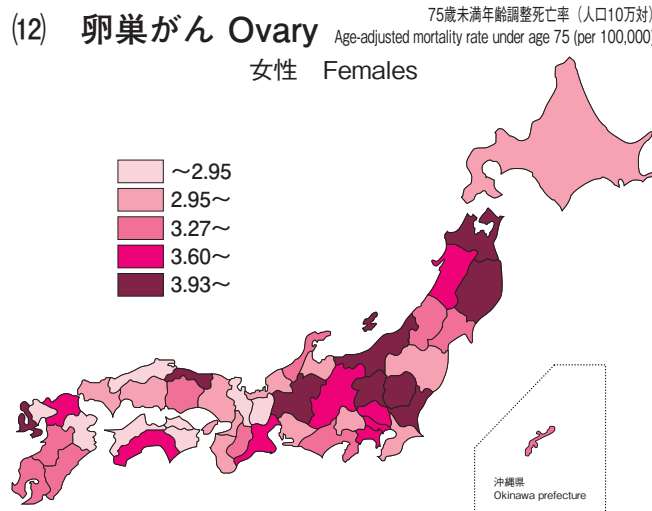 (12) 卵巣がん Ovary
75歳未満年齢調整死亡率（人口10万対）
Age-adjusted mortality rate under age 75 (per 100,000)
女性 Females
〜2.95
2.95〜
3.27〜
3.60〜
3.93〜
沖縄県
Okinawa prefecture